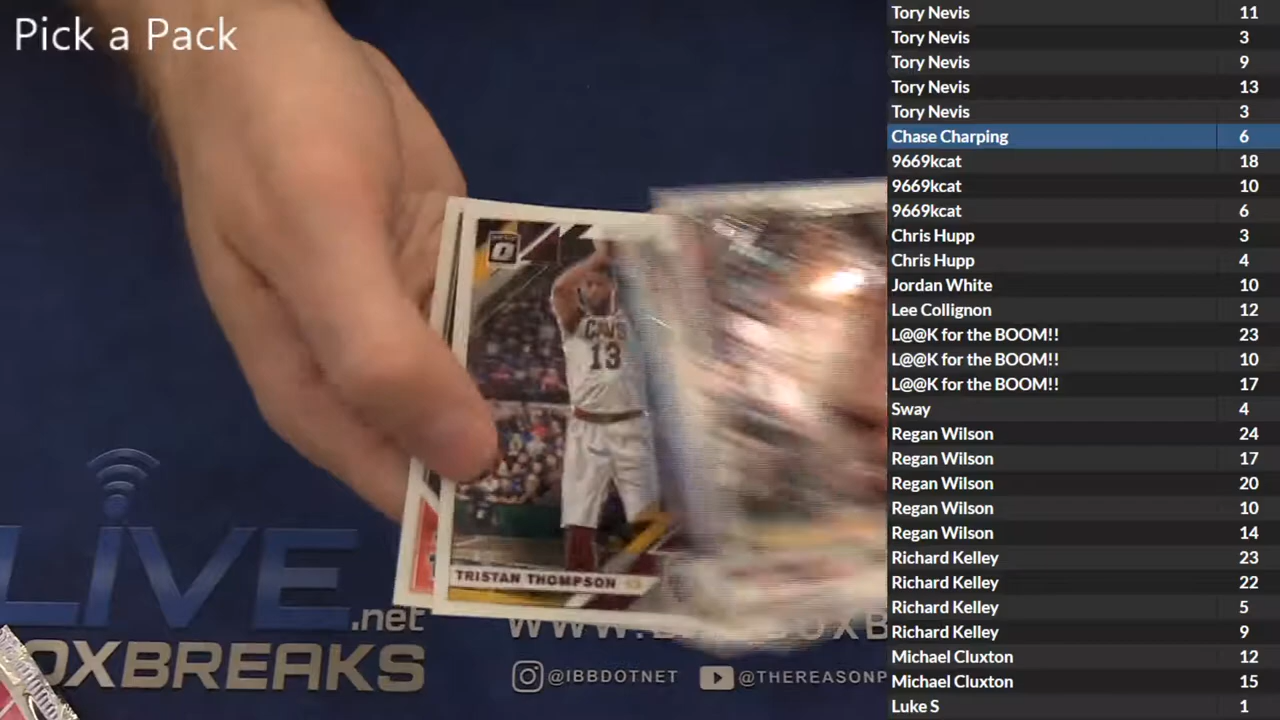 Pick a Pack
Tory Nevis 11
Tory Nevis 3
Tory Nevis 9
Tory Nevis 13
Tory Nevis 3
Chase Charping 6
9669kcat 18
9669kcat 10
9669kcat 6
Chris Hupp 3
Chris Hupp 4
Jordan White 10
Lee Collignon 12
L@@K for the BOOM!! 23
L@@K for the BOOM!! 10
L@@K for the BOOM!! 17
Sway 4
Regan Wilson 24
Regan Wilson 17
Regan Wilson 20
Regan Wilson 10
Regan Wilson 14
Richard Kelley 23
Richard Kelley 22
Richard Kelley 5
Richard Kelley 9
Michael Cluxton 12
Michael Cluxton 15
Luke S 1
CAVS
13
TRISTAN THOMPSON
LIVE
.net
OXBREAKS
WWW.
OXB
@IBBDOTNET
@THEREASONP